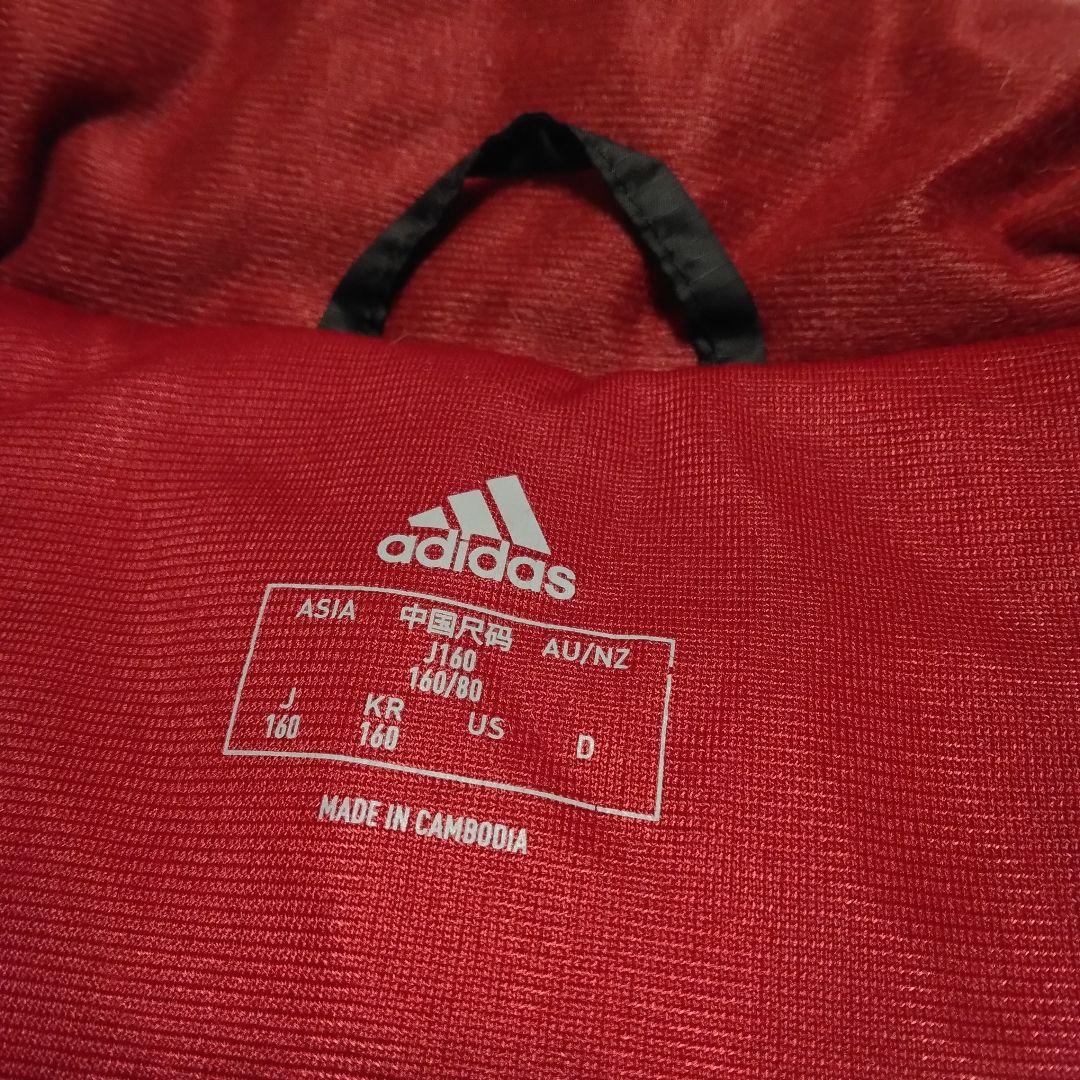 adidas
ASIA 中国尺码 AU/NZ
J160
160/80
J KR US D
160 160
MADE IN CAMBODIA